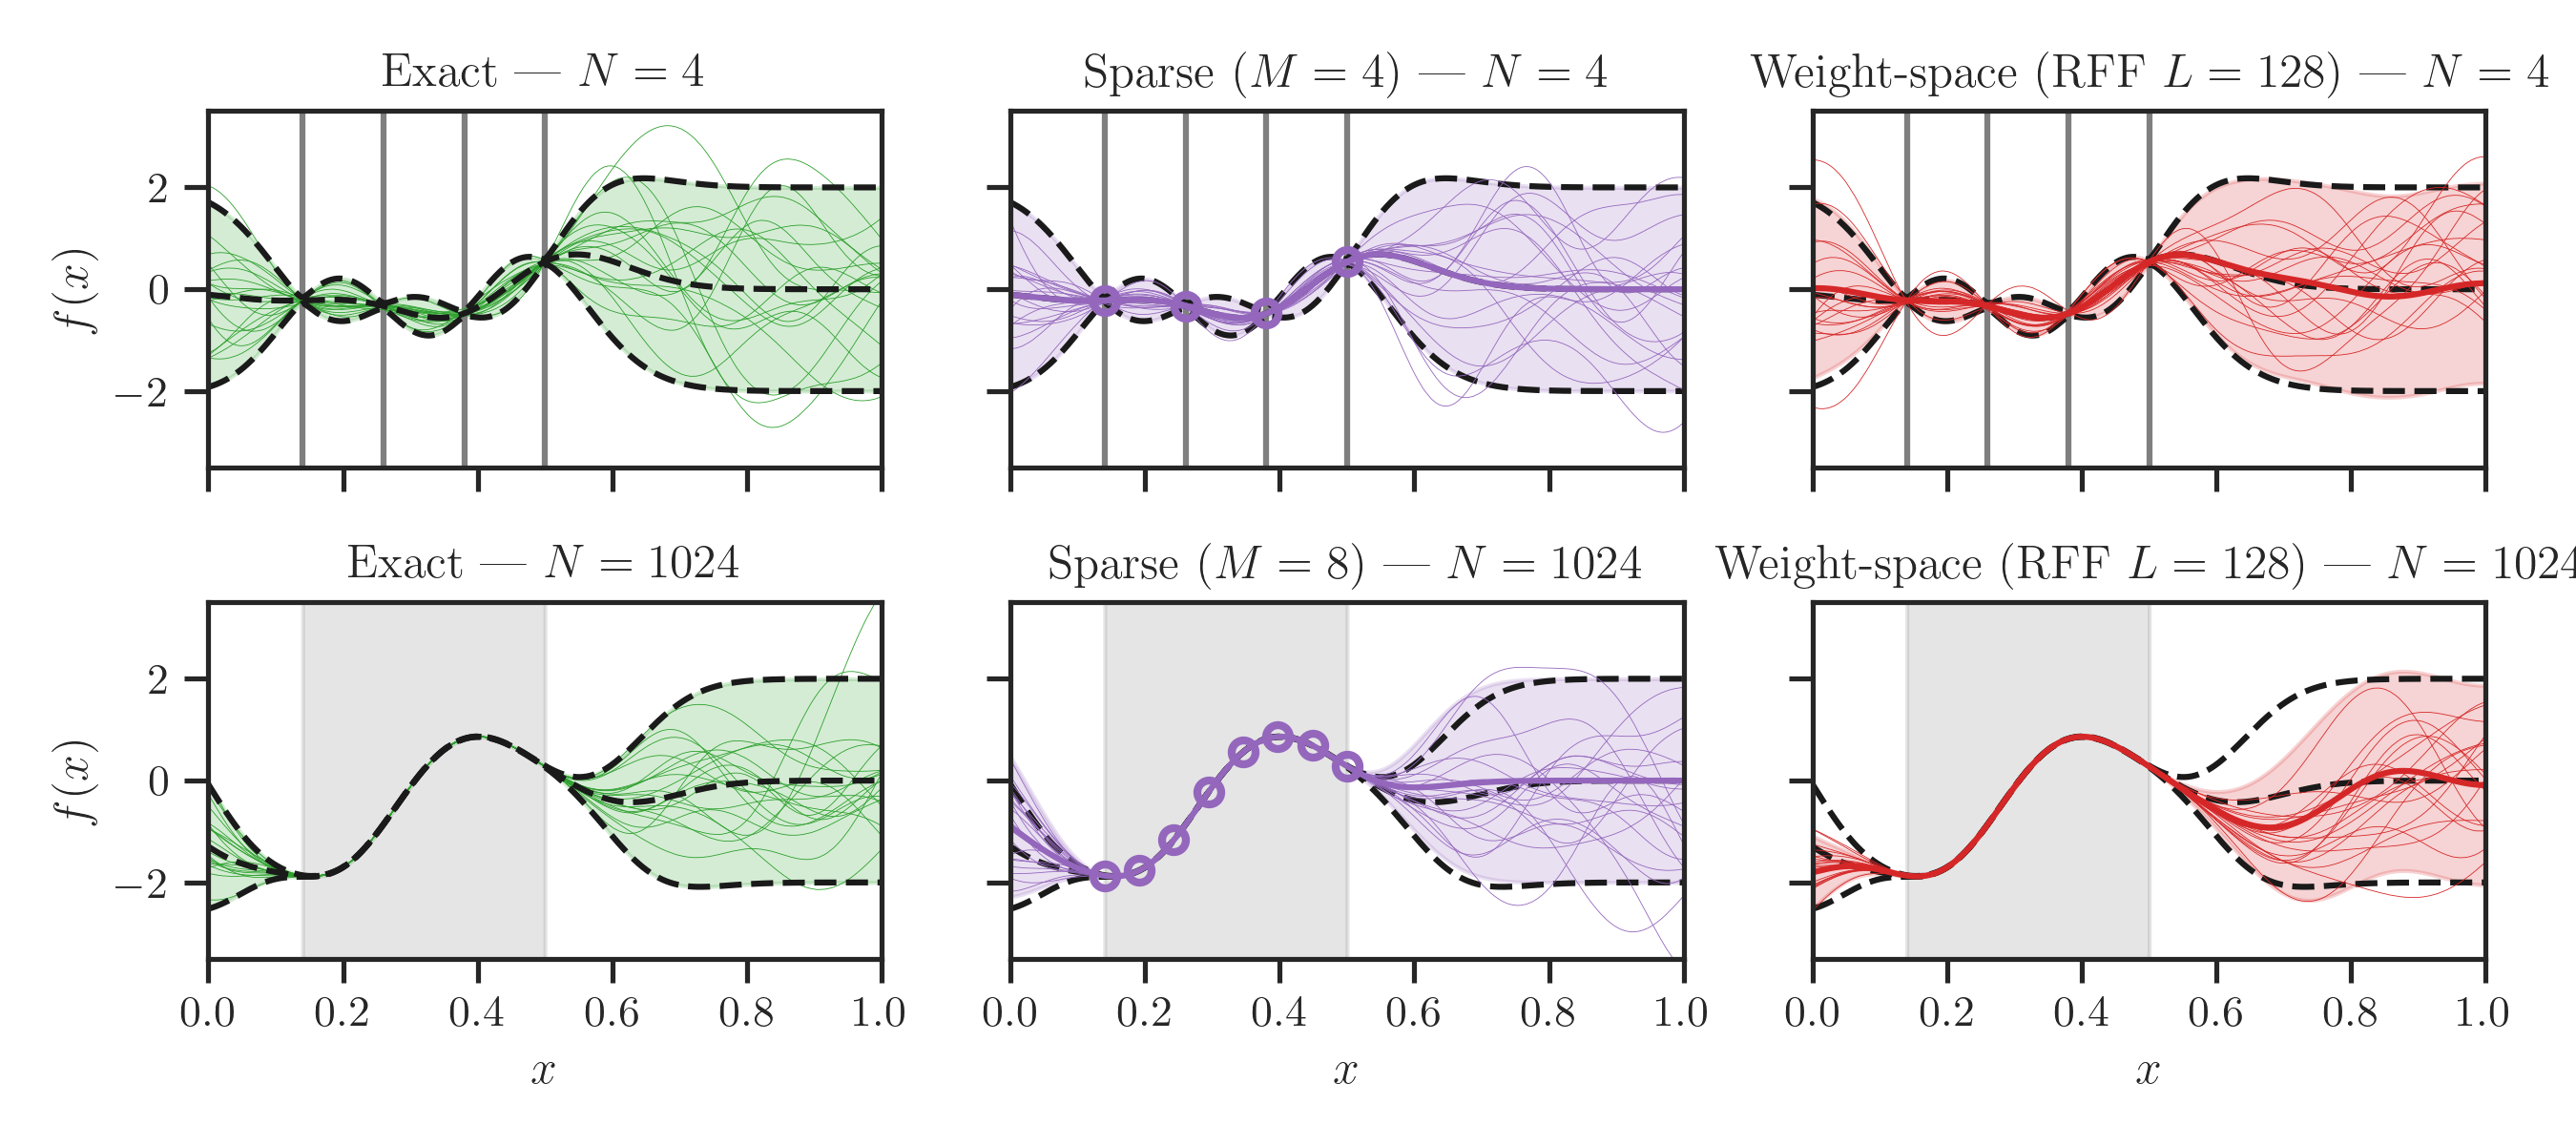 Exact — N = 4
Sparse (M = 4) — N = 4
Weight-space (RFF L = 128) — N = 4
f(x)
2
0
−2
Exact — N = 1024
Sparse (M = 8) — N = 1024
Weight-space (RFF L = 128) — N = 1024
f(x)
2
0
−2
0.0 0.2 0.4 0.6 0.8 1.0
0.0 0.2 0.4 0.6 0.8 1.0
0.0 0.2 0.4 0.6 0.8 1.0
x
x
x